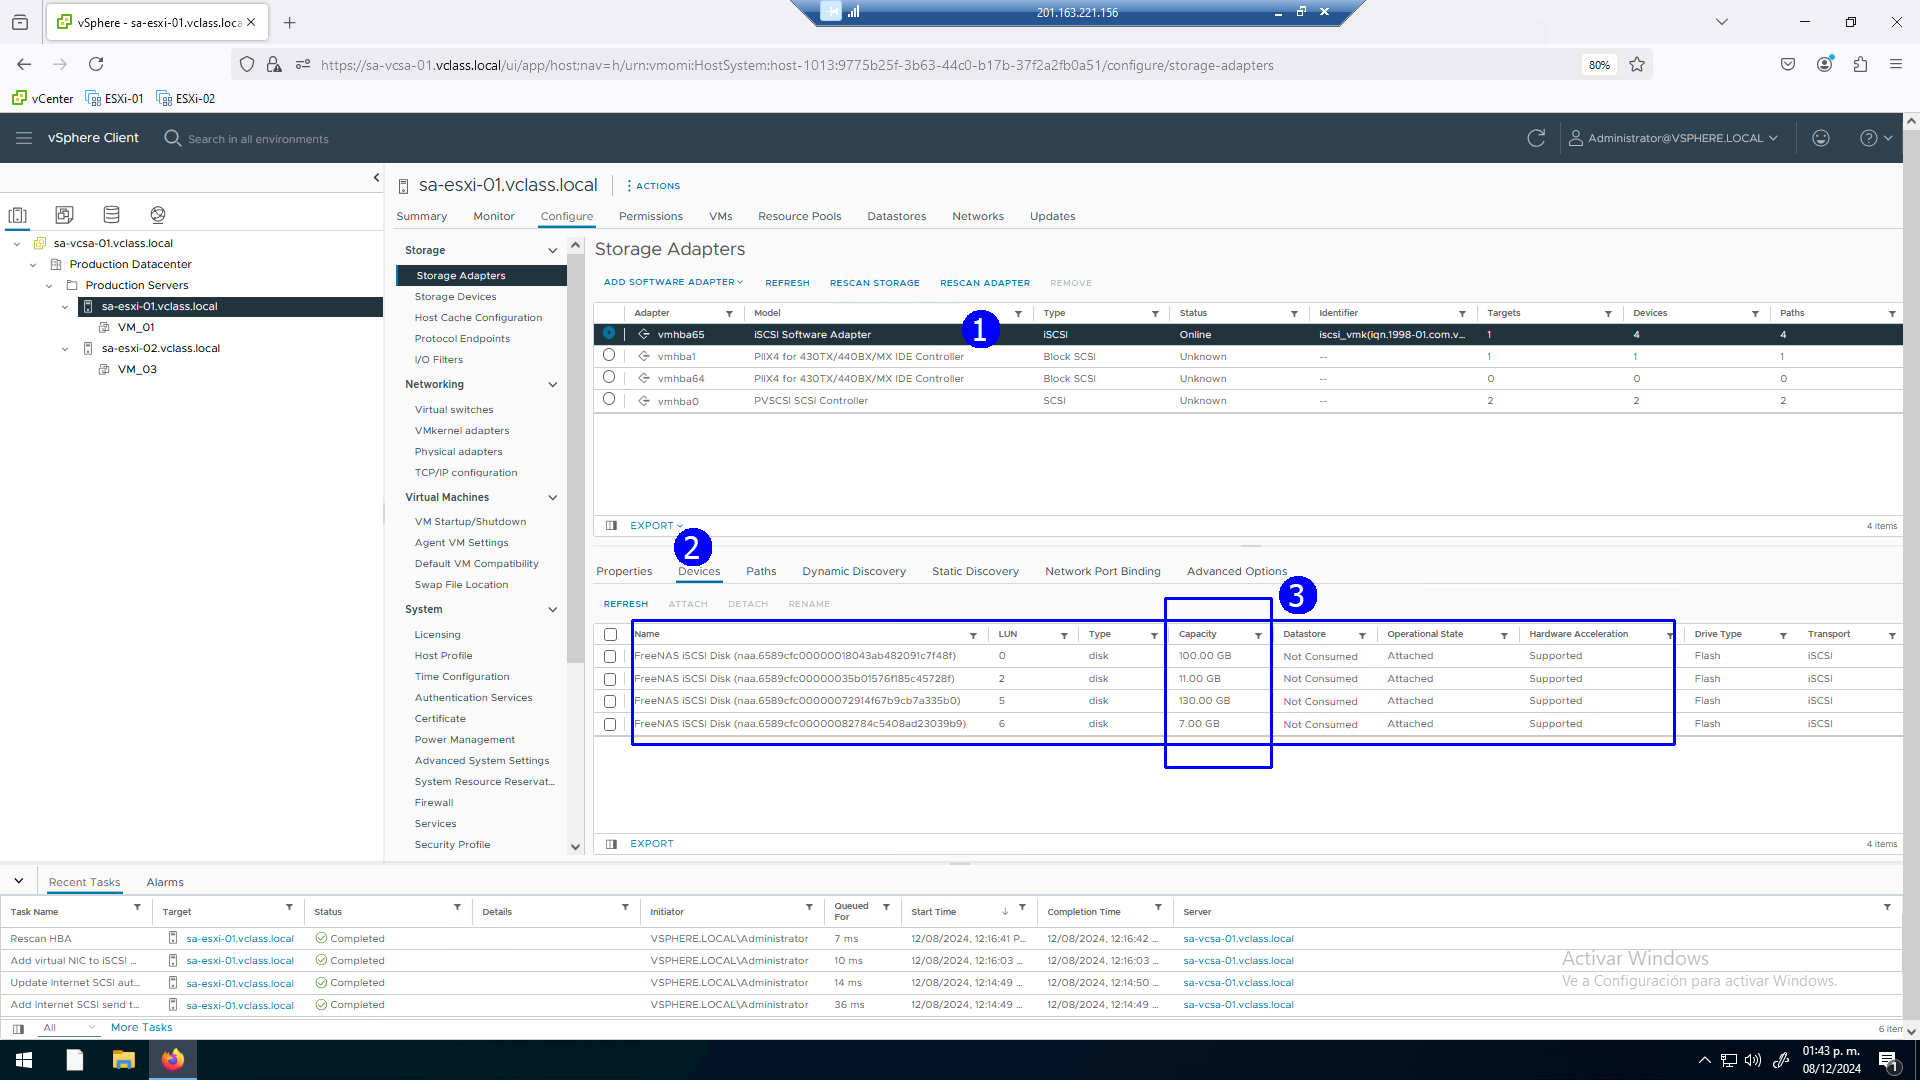 vSphere - sa-esxi-01.vclass.loca
201.163.221.156
https://sa-vcsa-01.vclass.local/ui/app/host;nav=h/urn:vmomi:HostSystem:host-1013:9775b25f-3b63-44c0-b17b-37f2a2fb0a51/configure/storage-adapters
80%
vCenter ESXi-01 ESXi-02
vSphere Client Search in all environments Administrator@VSPHERE.LOCAL
sa-esxi-01.vclass.local ACTIONS
Summary Monitor Configure Permissions VMs Resource Pools Datastores Networks Updates
sa-vcsa-01.vclass.local
Production Datacenter
Production Servers
sa-esxi-01.vclass.local
VM_01
sa-esxi-02.vclass.local
VM_03
Storage
Storage Adapters
Storage Devices
Host Cache Configuration
Protocol Endpoints
I/O Filters
Networking
Virtual switches
VMkernel adapters
Physical adapters
TCP/IP configuration
Virtual Machines
VM Startup/Shutdown
Agent VM Settings
Default VM Compatibility
Swap File Location
System
Licensing
Host Profile
Time Configuration
Authentication Services
Certificate
Power Management
Advanced System Settings
System Resource Reservat...
Firewall
Services
Security Profile
Storage Adapters
ADD SOFTWARE ADAPTER REFRESH RESCAN STORAGE RESCAN ADAPTER REMOVE
Adapter Model Type Status Identifier Targets Devices Paths
vmhba65 iSCSI Software Adapter iSCSI Online iscsi_vmk(iqn.1998-01.com.v... 1 4 4
1
vmhba1 PIIX4 for 430TX/440BX/MX IDE Controller Block SCSI Unknown -- 1 1 1
vmhba64 PIIX4 for 430TX/440BX/MX IDE Controller Block SCSI Unknown -- 0 0 0
vmhba0 PVSCSI SCSI Controller SCSI Unknown -- 2 2 2
EXPORT 4 items
2
Properties Devices Paths Dynamic Discovery Static Discovery Network Port Binding Advanced Options
3
REFRESH ATTACH DETACH RENAME
Name LUN Type Capacity Datastore Operational State Hardware Acceleration Drive Type Transport
FreeNAS iSCSI Disk (naa.6589cfc00000018043ab482091c7f48f) 0 disk 100.00 GB Not Consumed Attached Supported Flash iSCSI
FreeNAS iSCSI Disk (naa.6589cfc00000035b01576f185c45728f) 2 disk 11.00 GB Not Consumed Attached Supported Flash iSCSI
FreeNAS iSCSI Disk (naa.6589cfc00000072914f67b9cb7a335b0) 5 disk 130.00 GB Not Consumed Attached Supported Flash iSCSI
FreeNAS iSCSI Disk (naa.6589cfc00000082784c5408ad23039b9) 6 disk 7.00 GB Not Consumed Attached Supported Flash iSCSI
EXPORT 4 items
Recent Tasks Alarms
Task Name Target Status Details Initiator Queued For Start Time Completion Time Server
Rescan HBA sa-esxi-01.vclass.local Completed VSPHERE.LOCAL\Administrator 7 ms 12/08/2024, 12:16:41 P... 12/08/2024, 12:16:42 ... sa-vcsa-01.vclass.local
Add virtual NIC to iSCSI ... sa-esxi-01.vclass.local Completed VSPHERE.LOCAL\Administrator 10 ms 12/08/2024, 12:16:03 ... 12/08/2024, 12:16:03 ... sa-vcsa-01.vclass.local
Update Internet SCSI aut... sa-esxi-01.vclass.local Completed VSPHERE.LOCAL\Administrator 14 ms 12/08/2024, 12:14:49 ... 12/08/2024, 12:14:50 ... sa-vcsa-01.vclass.local
Add Internet SCSI send t... sa-esxi-01.vclass.local Completed VSPHERE.LOCAL\Administrator 36 ms 12/08/2024, 12:14:49 ... 12/08/2024, 12:14:49 ... sa-vcsa-01.vclass.local
Activar Windows
Ve a Configuración para activar Windows.
All More Tasks 6 item
01:43 p. m.
08/12/2024
1